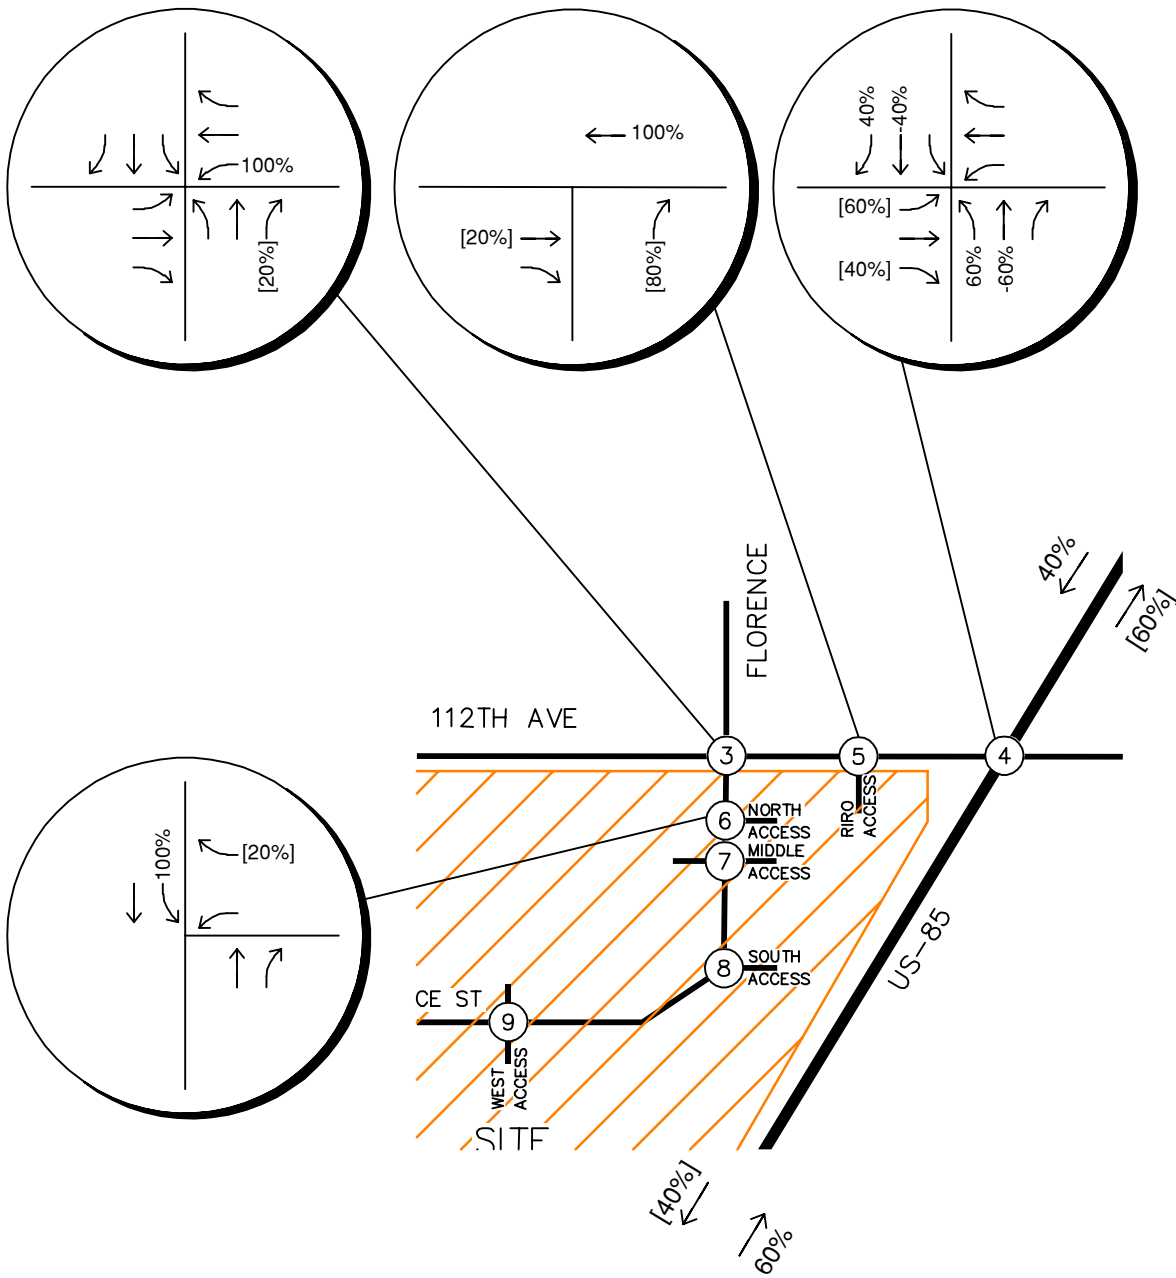 100%
[20%]
100%
[20%]
[80%]
40%
-40%
[60%]
[40%]
60%
-60%
FLORENCE
40%
[60%]
112TH AVE
3
5
4
6
NORTH
ACCESS
RIRO
ACCESS
7
MIDDLE
ACCESS
100%
[20%]
US-85
8
SOUTH
ACCESS
CE ST
9
WEST
ACCESS
SITE
[40%]
60%